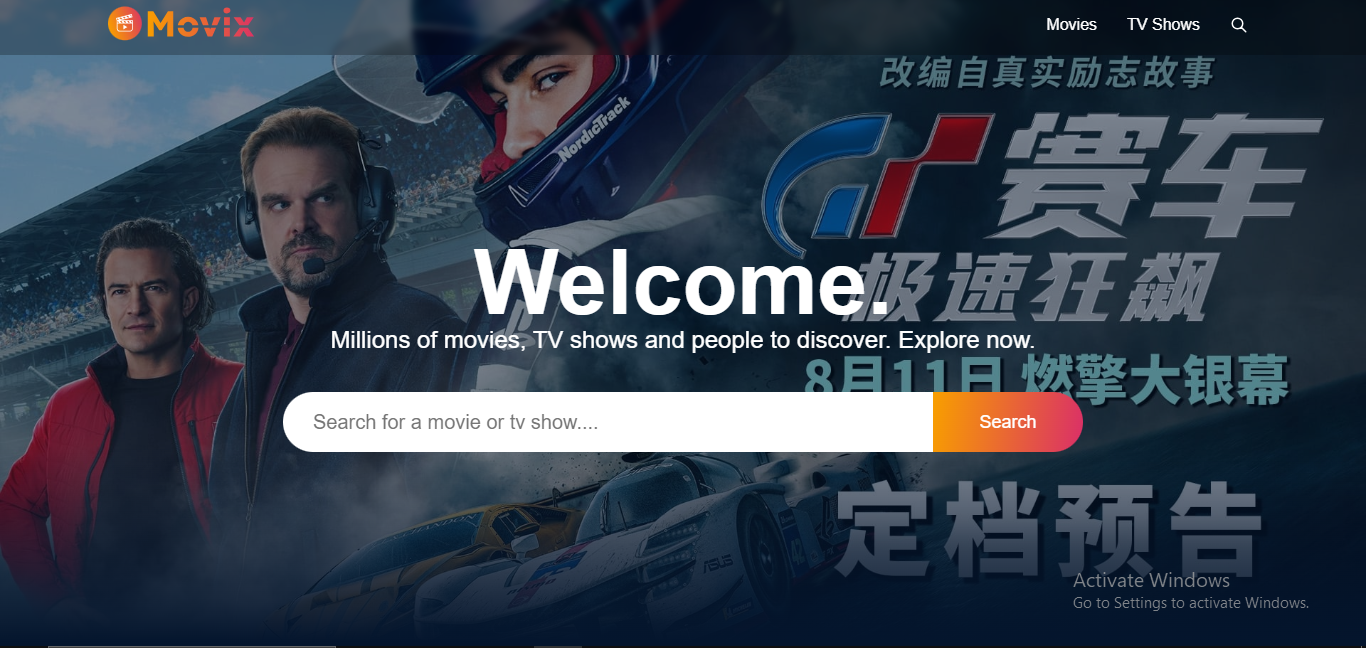 Movix
Movies
TV Shows
改编自真实励志故事
NordicTrack
GT 赛车
极速狂飙
Welcome.
Millions of movies, TV shows and people to discover. Explore now.
8月11日 燃擎大银幕
Search for a movie or tv show....
Search
定档预告
ASUS
Activate Windows
Go to Settings to activate Windows.